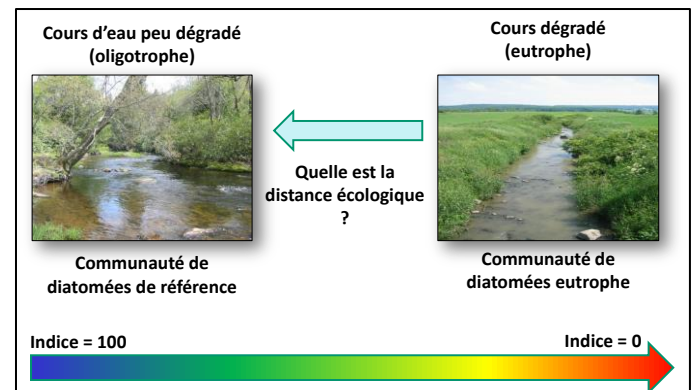 Cours d'eau peu dégradé
(oligotrophe)
Cours dégradé
(eutrophe)
Quelle est la
distance écologique
?
Communauté de
diatomées de référence
Communauté de
diatomées eutrophe
Indice = 100
Indice = 0